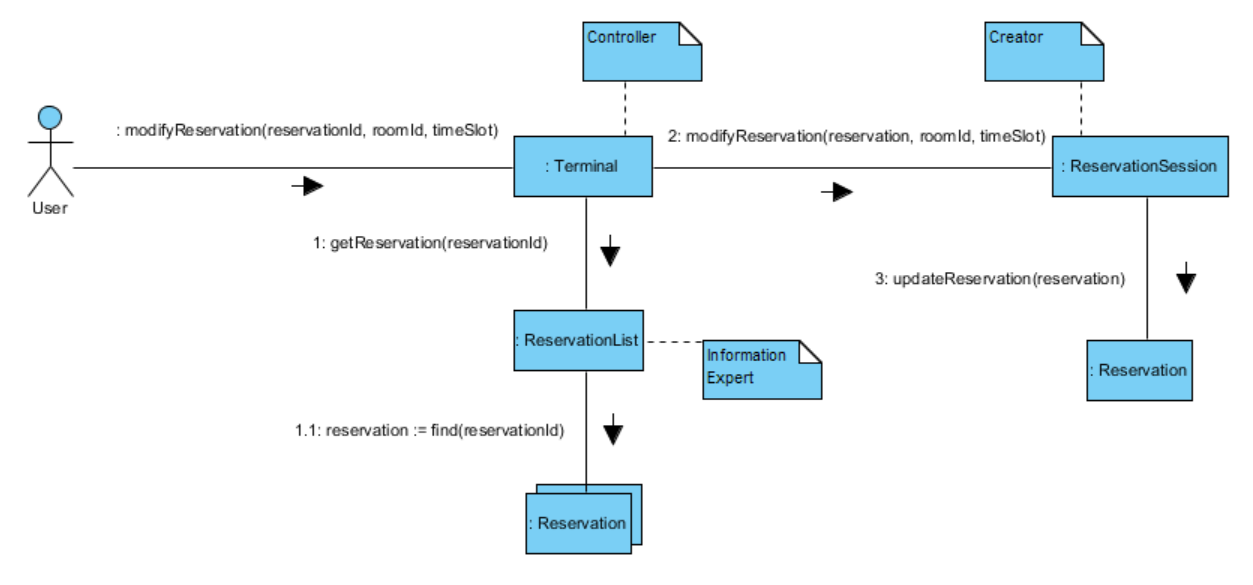 Controller
Creator
: modifyReservation(reservationId, roomId, timeSlot)
2: modifyReservation(reservation, roomId, timeSlot)
: Terminal
: ReservationSession
User
1: getReservation(reservationId)
3: updateReservation(reservation)
: ReservationList
Information
Expert
: Reservation
1.1: reservation := find(reservationId)
: Reservation